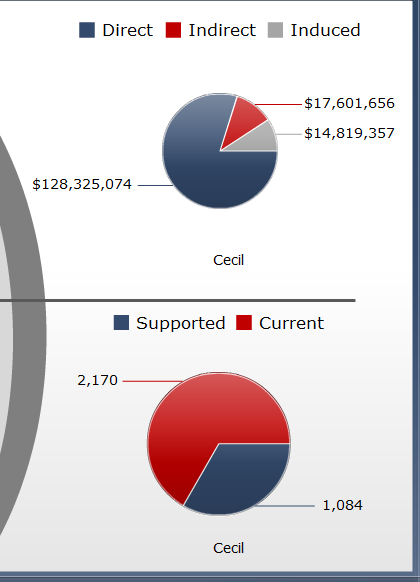 Direct Indirect Induced
$17,601,656
$14,819,357
$128,325,074
Cecil
Supported Current
2,170
1,084
Cecil